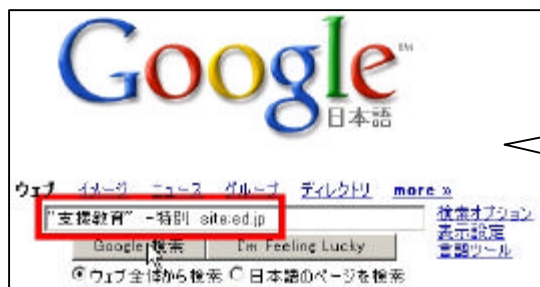 Google™
日本語
ウェブ イメージ ニュース グループ ディレクトリ more »
"支援教育" -特別 site:ed.jp
検索オプション
Google 検索 I'm Feeling Lucky
表示設定
言語ツール
ウェブ全体から検索 日本語のページを検索